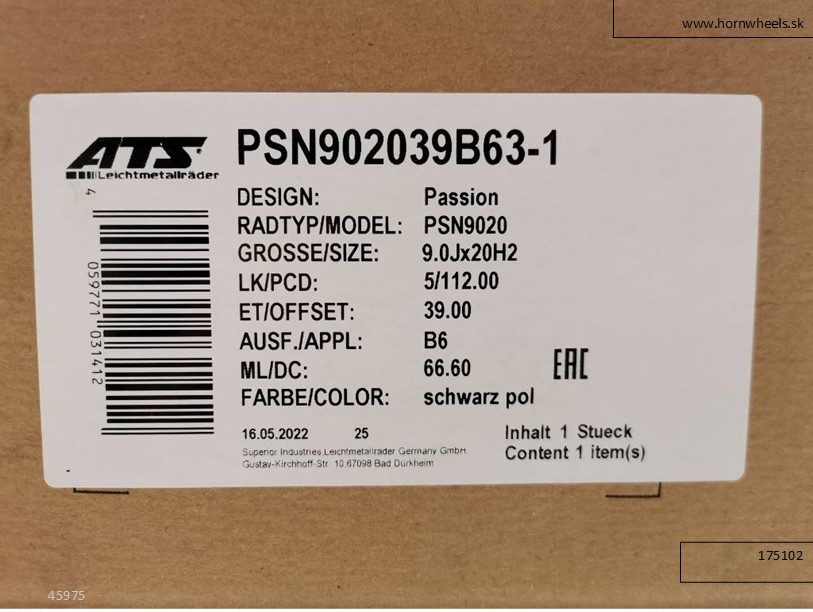 www.hornwheels.sk
ATS
Leichtmetallräder
PSN902039B63-1
DESIGN: Passion
RADTYP/MODEL: PSN9020
GROSSE/SIZE: 9.0Jx20H2
LK/PCD: 5/112.00
ET/OFFSET: 39.00
AUSF./APPL: B6
ML/DC: 66.60
EAC
FARBE/COLOR: schwarz pol
4 059771 031412
16.05.2022 25
Inhalt 1 Stueck
Content 1 item(s)
Superior Industries Leichtmetallräder Germany GmbH
Gustav-Kirchhoff-Str 10 67098 Bad Dürkheim
175102
45975